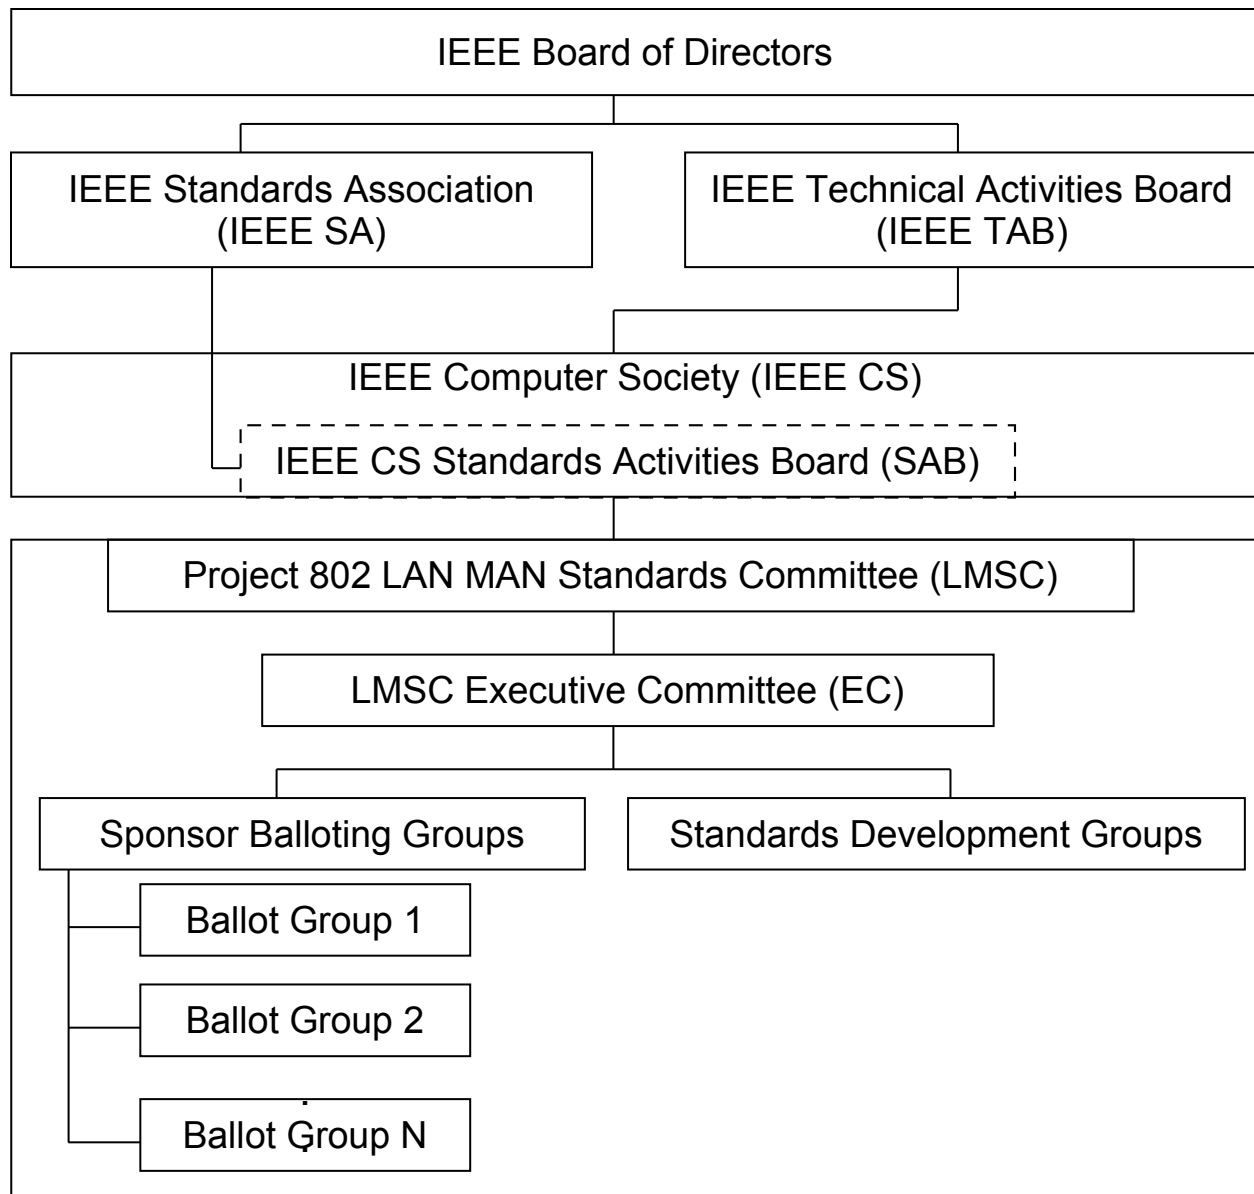 IEEE Board of Directors
IEEE Standards Association
(IEEE SA)
IEEE Technical Activities Board
(IEEE TAB)
IEEE Computer Society (IEEE CS)
IEEE CS Standards Activities Board (SAB)
Project 802 LAN MAN Standards Committee (LMSC)
LMSC Executive Committee (EC)
Sponsor Balloting Groups
Standards Development Groups
Ballot Group 1
Ballot Group 2
Ballot Group N